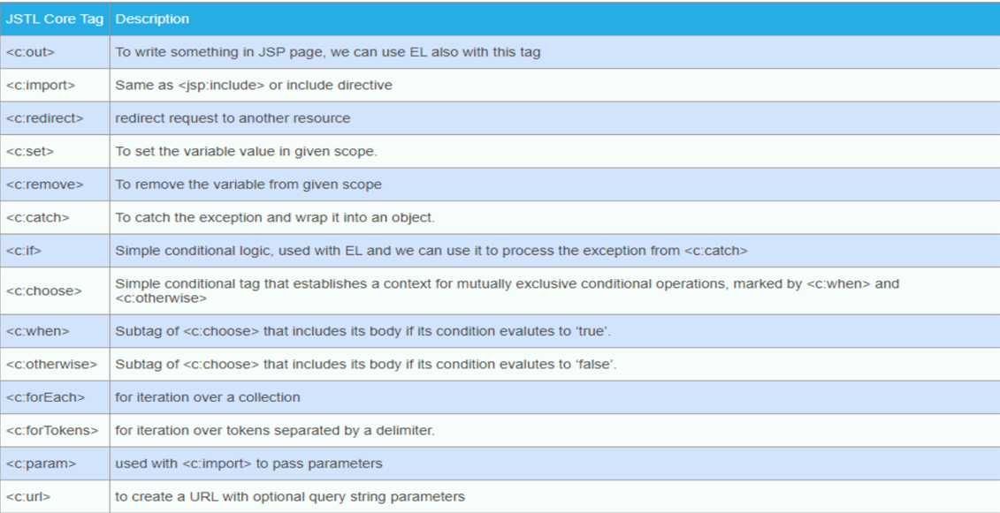 JSTL Core Tag Description
<c:out> To write something in JSP page, we can use EL also with this tag
<c:import> Same as <jsp:include> or include directive
<c:redirect> redirect request to another resource
<c:set> To set the variable value in given scope.
<c:remove> To remove the variable from given scope
<c:catch> To catch the exception and wrap it into an object.
<c:if> Simple conditional logic, used with EL and we can use it to process the exception from <c:catch>
<c:choose> Simple conditional tag that establishes a context for mutually exclusive conditional operations, marked by <c:when> and
<c:otherwise>
<c:when> Subtag of <c:choose> that includes its body if its condition evalutes to ‘true’.
<c:otherwise> Subtag of <c:choose> that includes its body if its condition evalutes to ‘false’.
<c:forEach> for iteration over a collection
<c:forTokens> for iteration over tokens separated by a delimiter.
<c:param> used with <c:import> to pass parameters
<c:url> to create a URL with optional query string parameters